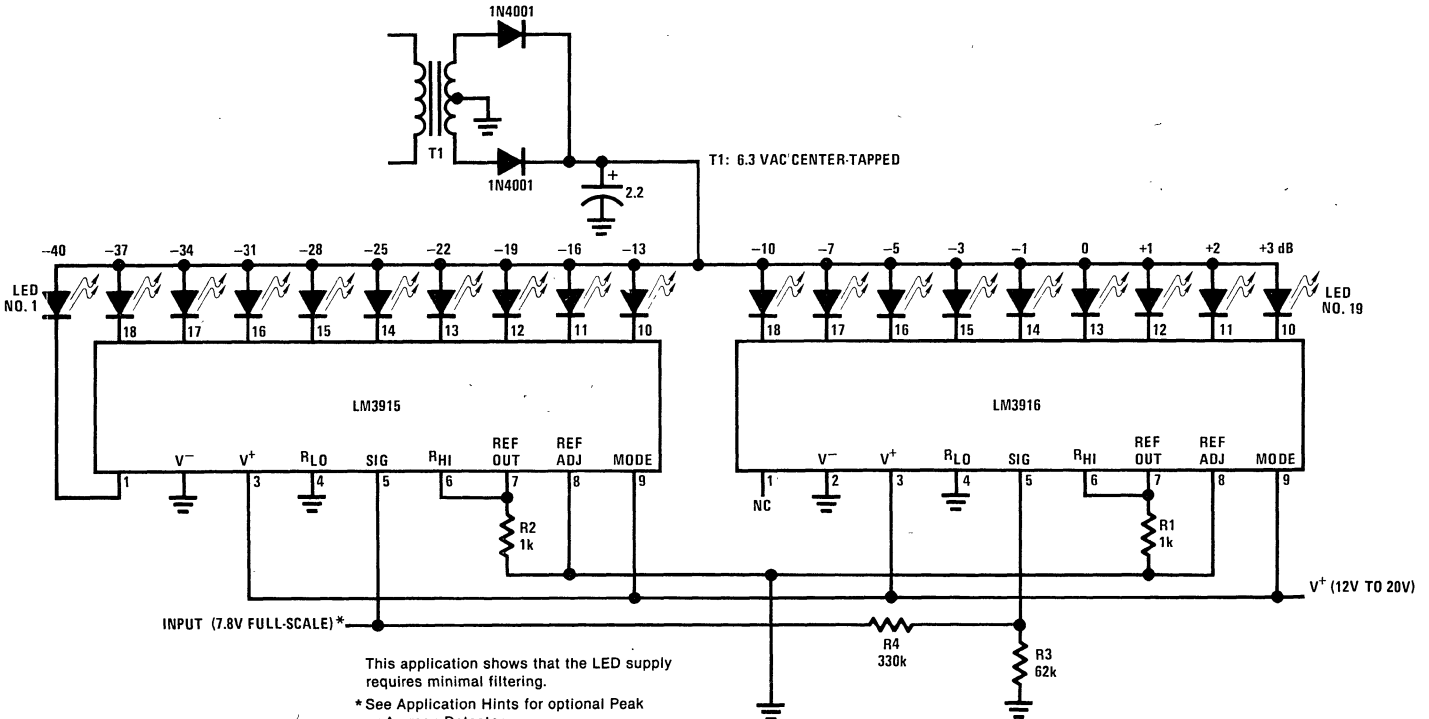 1N4001
T1
1N4001
+
2.2
T1: 6.3 VAC CENTER-TAPPED
−40 −37 −34 −31 −28 −25 −22 −19 −16 −13 −10 −7 −5 −3 −1 0 +1 +2 +3 dB
LED
NO. 1
LED
NO. 19
18 17 16 15 14 13 12 11 10 18 17 16 15 14 13 12 11 10
LM3915
LM3916
V− V+ RLO SIG RHI REF OUT REF ADJ MODE
V− V+ RLO SIG RHI REF OUT REF ADJ MODE
1 3 4 5 6 7 8 9 1 2 3 4 5 6 7 8 9
NC
R2
1k
R1
1k
V+ (12V TO 20V)
INPUT (7.8V FULL-SCALE)*
R4
330k
R3
62k
This application shows that the LED supply
requires minimal filtering.
* See Application Hints for optional Peak